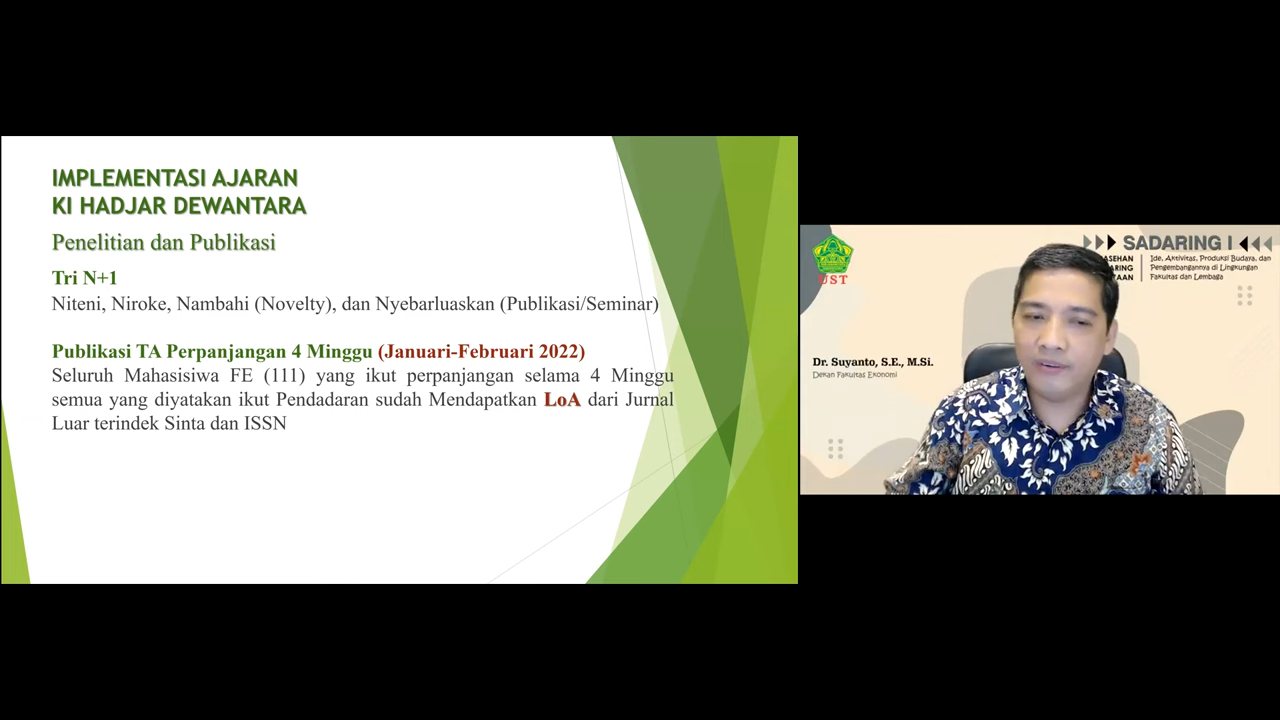 IMPLEMENTASI AJARAN
KI HADJAR DEWANTARA
Penelitian dan Publikasi
Tri N+1
Niteni, Niroke, Nambahi (Novelty), dan Nyebarluaskan (Publikasi/Seminar)
Publikasi TA Perpanjangan 4 Minggu (Januari-Februari 2022)
Seluruh Mahasisiwa FE (111) yang ikut perpanjangan selama 4 Minggu
semua yang diyatakan ikut Pendadaran sudah Mendapatkan LoA dari Jurnal
Luar terindek Sinta dan ISSN
UST
SADARING I
Ide, Aktivitas, Produksi Budaya, dan
Pengembangannya di Lingkungan
Fakultas dan Lembaga
Dr. Suyanto, S.E., M.Si.
Dekan Fakultas Ekonomi